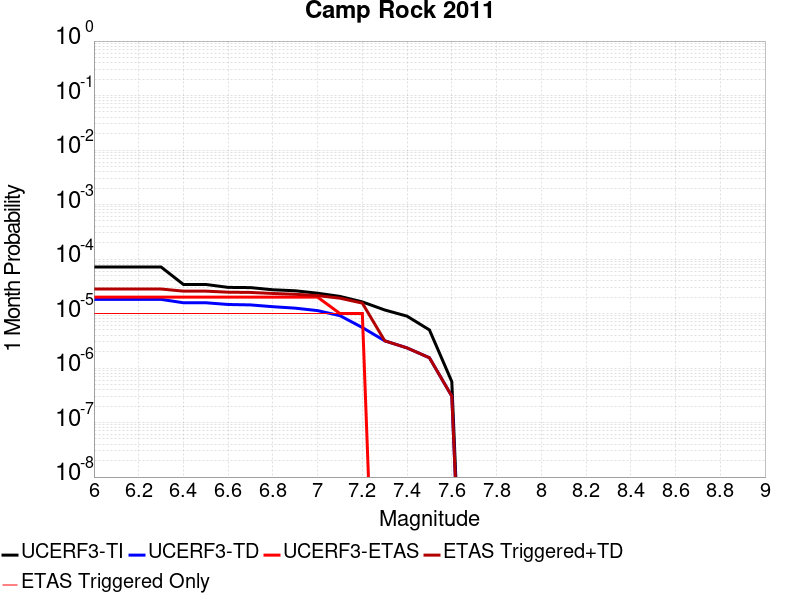 Camp Rock 2011
1 Month Probability
10^0
10^-1
10^-2
10^-3
10^-4
10^-5
10^-6
10^-7
10^-8
6 6.2 6.4 6.6 6.8 7 7.2 7.4 7.6 7.8 8 8.2 8.4 8.6 8.8 9
Magnitude
UCERF3-TI UCERF3-TD UCERF3-ETAS ETAS Triggered+TD
ETAS Triggered Only